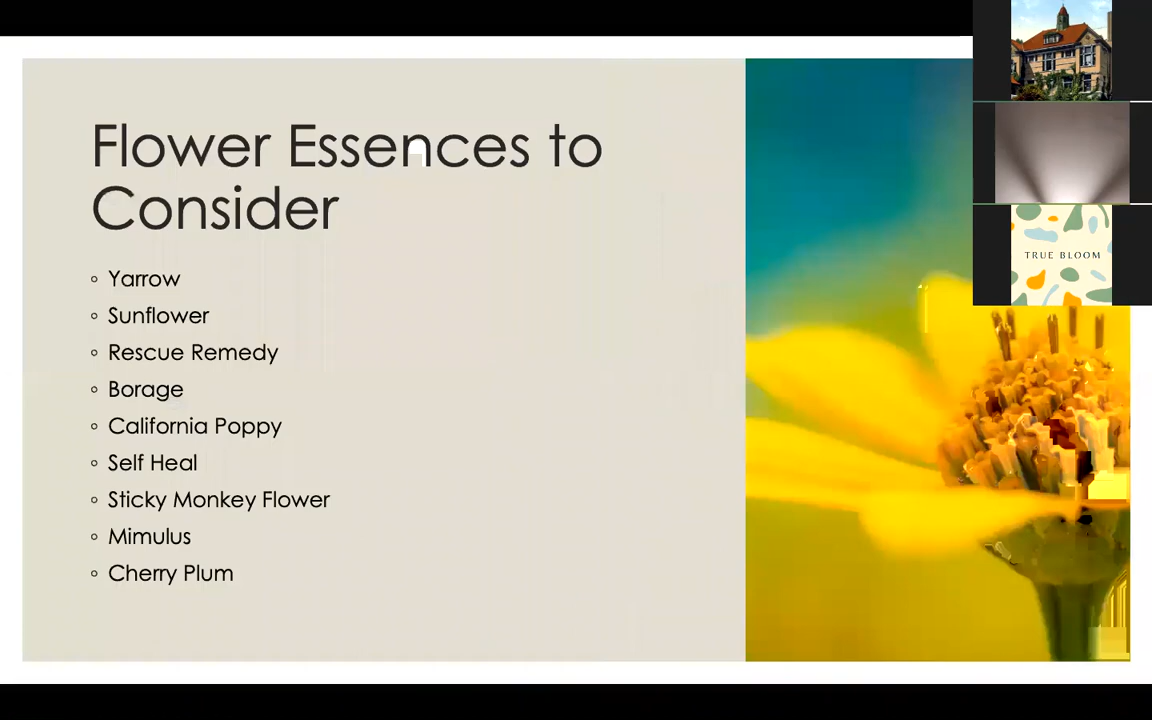 Flower Essences to
Consider
◦ Yarrow
◦ Sunflower
◦ Rescue Remedy
◦ Borage
◦ California Poppy
◦ Self Heal
◦ Sticky Monkey Flower
◦ Mimulus
◦ Cherry Plum
TRUE BLOOM